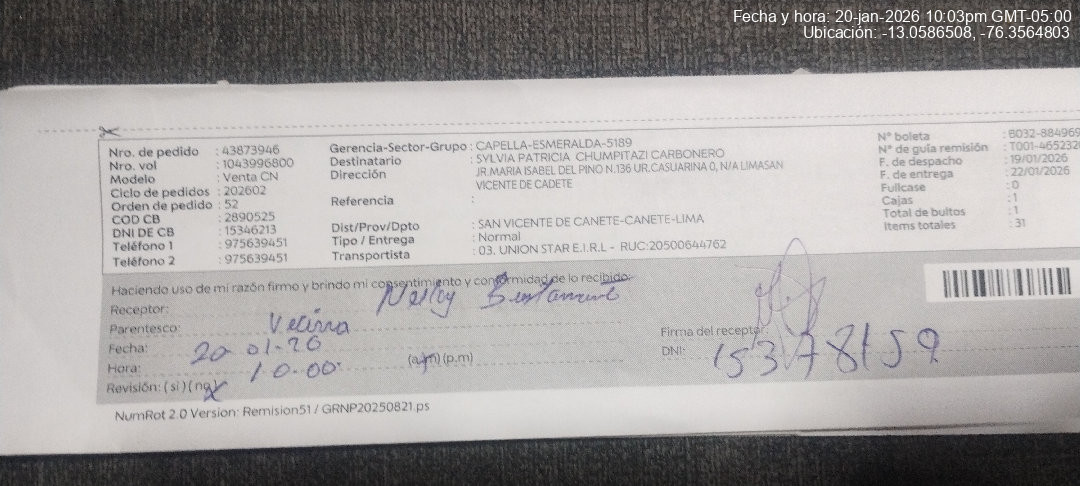 Fecha y hora: 20-jan-2026 10:03pm GMT-05:00
Ubicación: -13.0586508, -76.3564803
Nro. de pedido : 43873946
Nro. vol : 1043996800
Modelo : Venta CN
Ciclo de pedidos : 202602
Orden de pedido : 52
COD CB : 2890525
DNI DE CB : 15346213
Teléfono 1 : 975639451
Teléfono 2 : 975639451
Gerencia-Sector-Grupo : CAPELLA-ESMERALDA-5189
Destinatario : SYLVIA PATRICIA CHUMPITAZI CARBONERO
Dirección : JR.MARIA ISABEL DEL PINO N.136 UR.CASUARINA 0, N/A LIMASAN
VICENTE DE CADETE
Referencia :
Dist/Prov/Dpto : SAN VICENTE DE CANETE-CANETE-LIMA
Tipo / Entrega : Normal
Transportista : 03. UNION STAR E.I.R.L - RUC:20500644762
N° boleta : B032-884969
N° de guía remisión : T001-465232
F. de despacho : 19/01/2026
F. de entrega : 22/01/2026
Fullcase : 0
Cajas : 1
Total de bultos : 1
Items totales : 31
Haciendo uso de mi razón firmo y brindo mi consentimiento y conformidad de lo recibido:
Receptor:
Parentesco: Vecina
Fecha: 20-01-26
Hora: 10:00 (a.m) (p.m)
Revisión: ( si ) ( no
Firma del receptor:
DNI: 15378159
NumRot 2.0 Version: Remision51 / GRNP20250821.ps